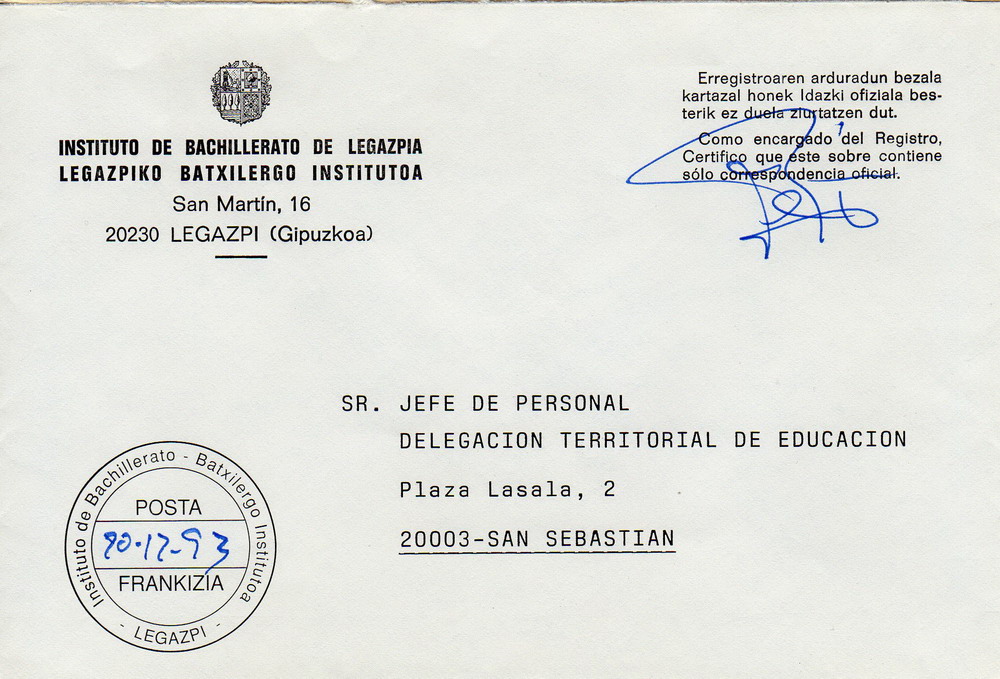 INSTITUTO DE BACHILLERATO DE LEGAZPIA
LEGAZPIKO BATXILERGO INSTITUTOA
San Martín, 16
20230 LEGAZPI (Gipuzkoa)
Erregistroaren arduradun bezala
kartazal honek Idazki ofiziala bes-
terik ez duela ziurtatzen dut.
Como encargado del Registro,
Certifico que este sobre contiene
sólo correspondencia oficial.
SR. JEFE DE PERSONAL
DELEGACION TERRITORIAL DE EDUCACION
Plaza Lasala, 2
20003-SAN SEBASTIAN
Instituto de Bachillerato - Batxilergo Institutoa
POSTA
FRANKIZIA
- LEGAZPI -